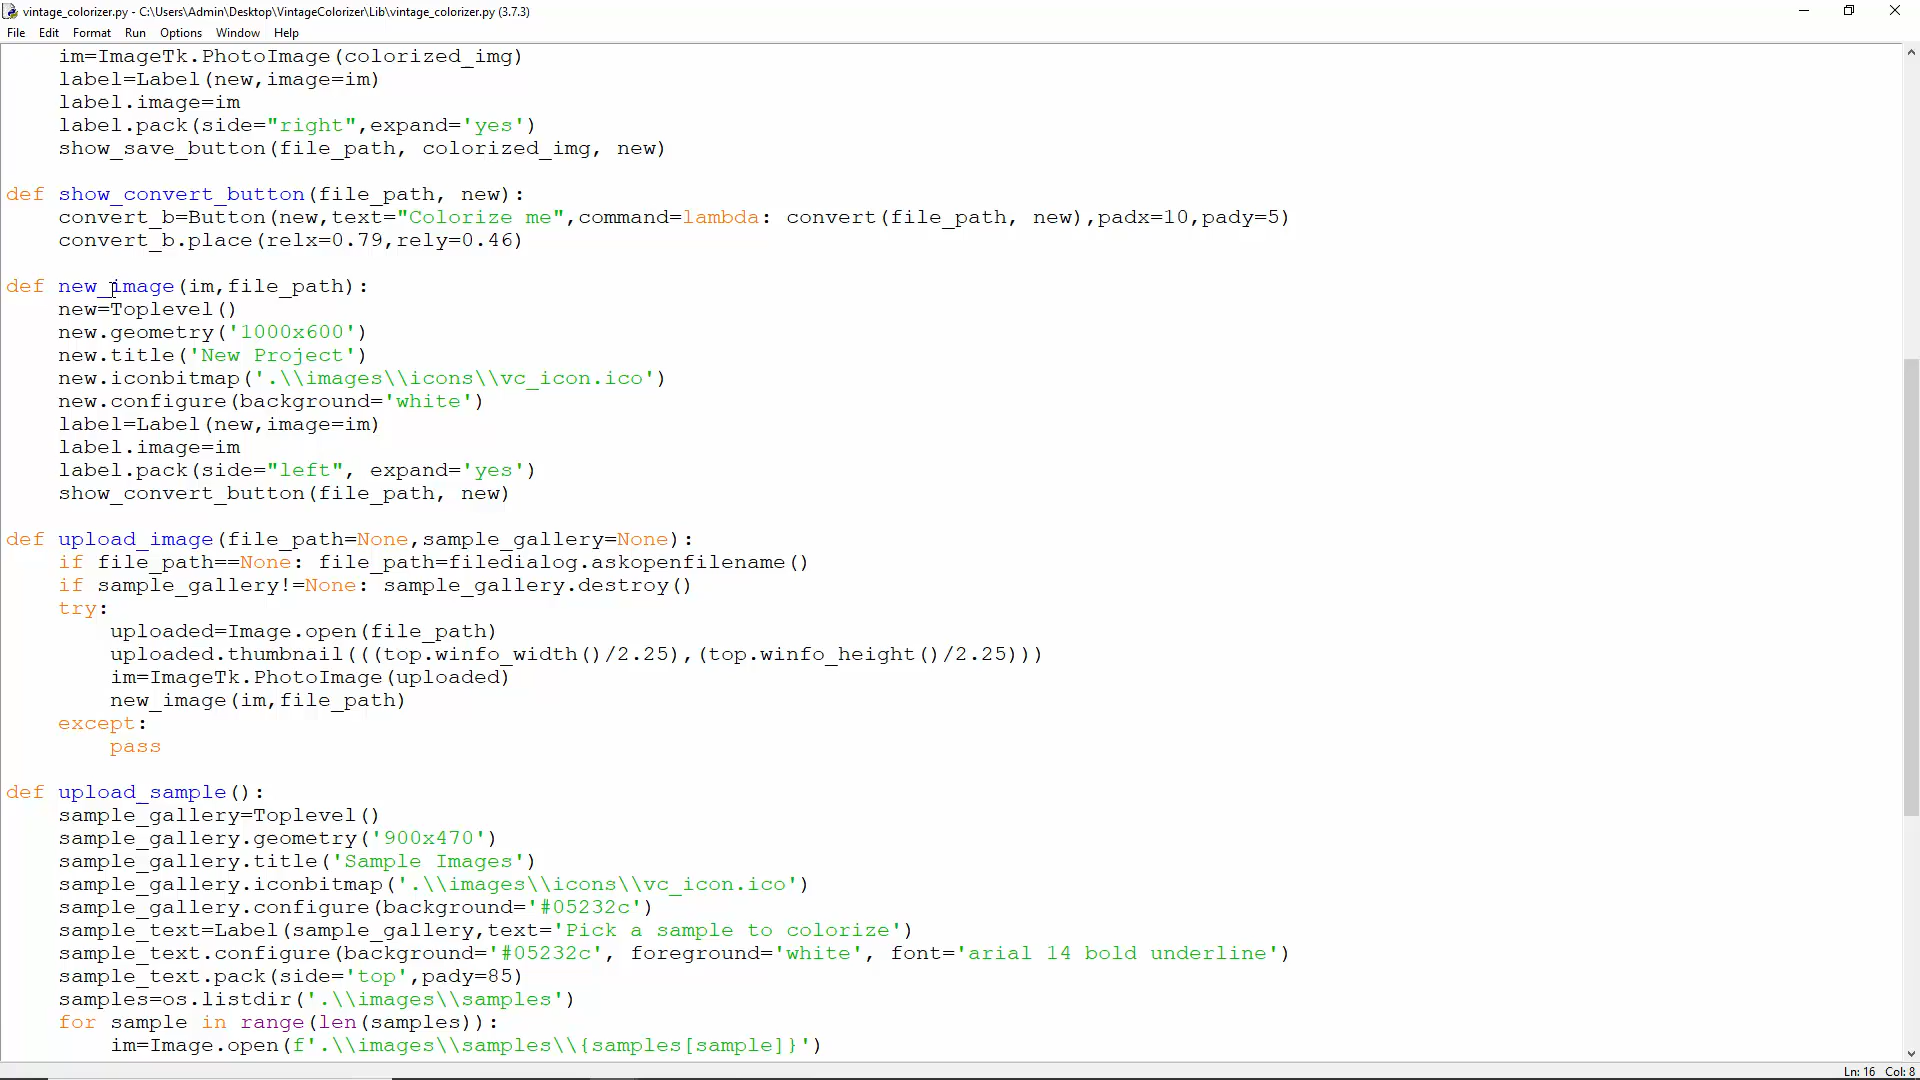 vintage_colorizer.py - C:\Users\Admin\Desktop\VintageColorizer\Lib\vintage_colorizer.py (3.7.3)
File Edit Format Run Options Window Help
    im=ImageTk.PhotoImage(colorized_img)
    label=Label(new,image=im)
    label.image=im
    label.pack(side="right",expand='yes')
    show_save_button(file_path, colorized_img, new)

def show_convert_button(file_path, new):
    convert_b=Button(new,text="Colorize me",command=lambda: convert(file_path, new),padx=10,pady=5)
    convert_b.place(relx=0.79,rely=0.46)

def new_image(im,file_path):
    new=Toplevel()
    new.geometry('1000x600')
    new.title('New Project')
    new.iconbitmap('.\\images\\icons\\vc_icon.ico')
    new.configure(background='white')
    label=Label(new,image=im)
    label.image=im
    label.pack(side="left", expand='yes')
    show_convert_button(file_path, new)

def upload_image(file_path=None,sample_gallery=None):
    if file_path==None: file_path=filedialog.askopenfilename()
    if sample_gallery!=None: sample_gallery.destroy()
    try:
        uploaded=Image.open(file_path)
        uploaded.thumbnail(((top.winfo_width()/2.25),(top.winfo_height()/2.25)))
        im=ImageTk.PhotoImage(uploaded)
        new_image(im,file_path)
    except:
        pass

def upload_sample():
    sample_gallery=Toplevel()
    sample_gallery.geometry('900x470')
    sample_gallery.title('Sample Images')
    sample_gallery.iconbitmap('.\\images\\icons\\vc_icon.ico')
    sample_gallery.configure(background='#05232c')
    sample_text=Label(sample_gallery,text='Pick a sample to colorize')
    sample_text.configure(background='#05232c', foreground='white', font='arial 14 bold underline')
    sample_text.pack(side='top',pady=85)
    samples=os.listdir('.\\images\\samples')
    for sample in range(len(samples)):
        im=Image.open(f'.\\images\\samples\\{samples[sample]}')
Ln: 16 Col: 8